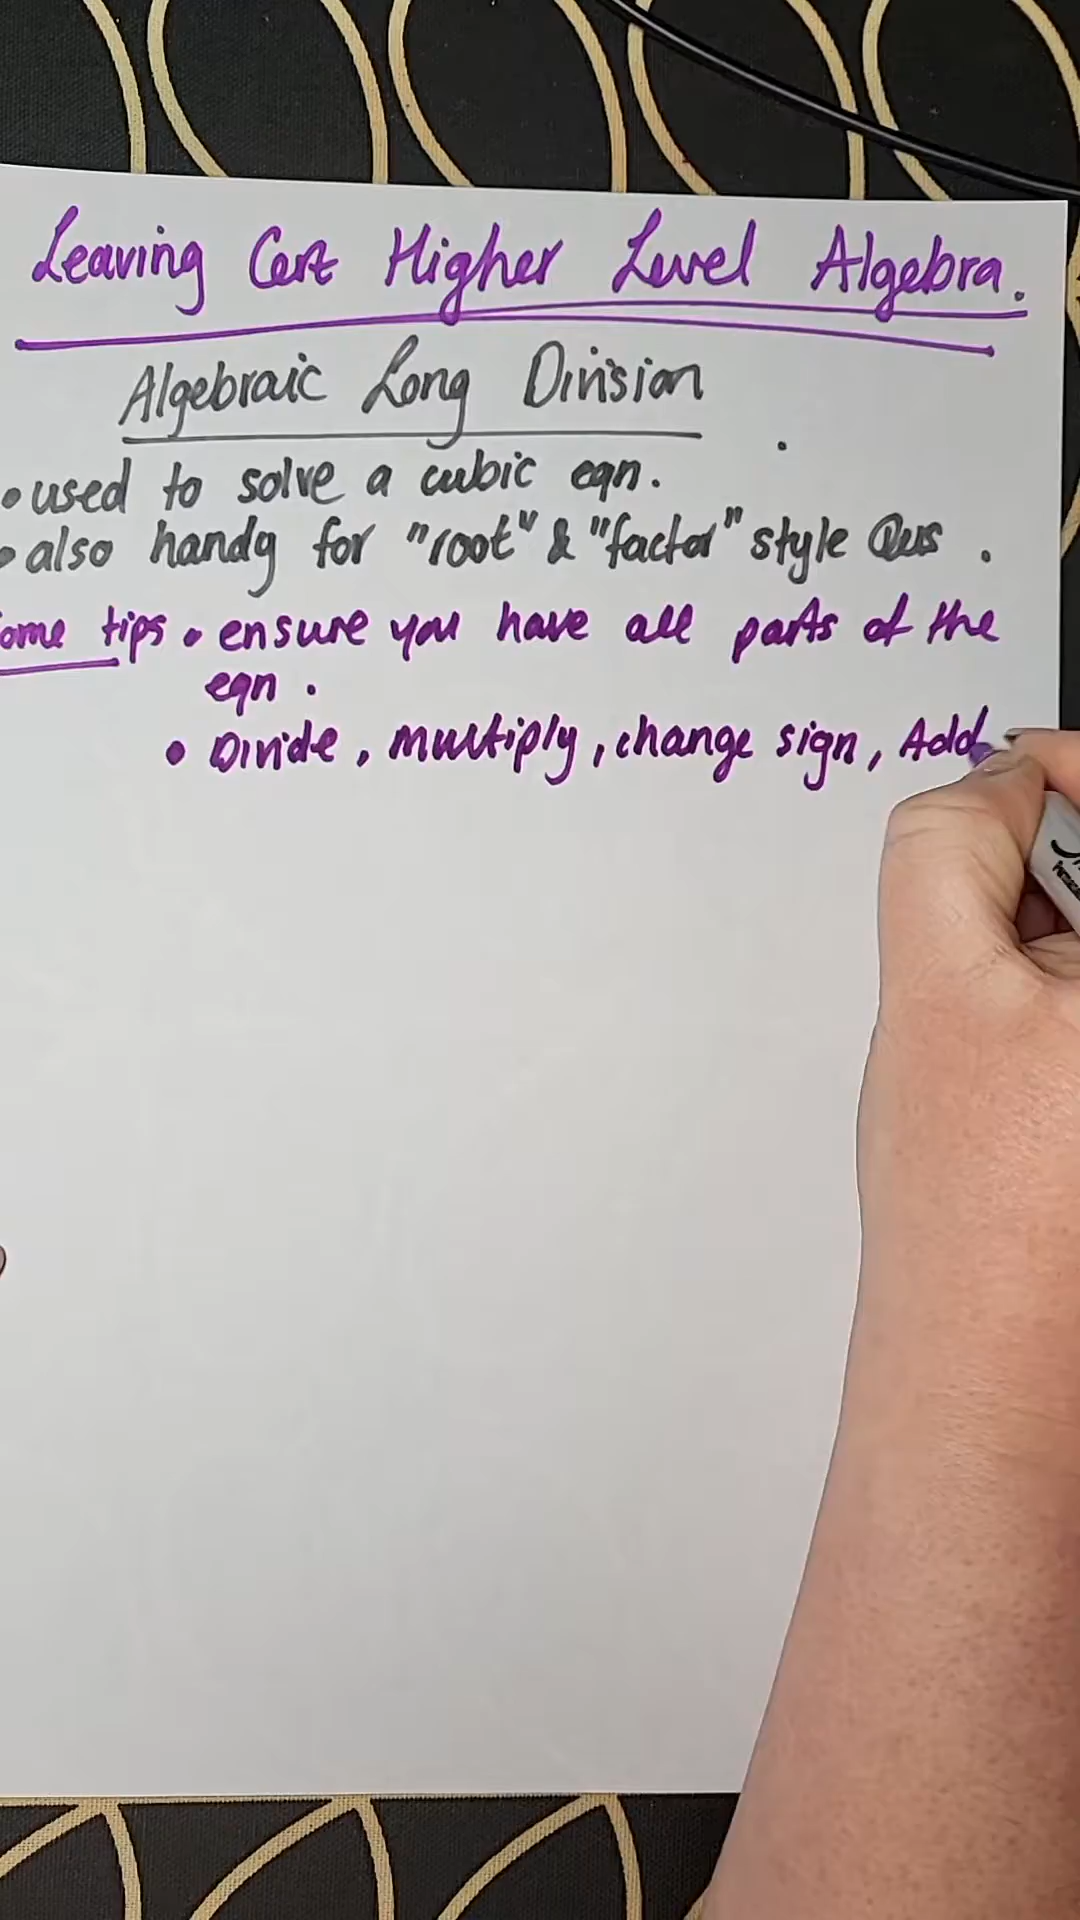 Leaving Cert Higher Level Algebra.
Algebraic Long Division
• used to solve a cubic eqn.
• also handy for "root" & "factor" style Qus.
ome tips • ensure you have all parts of the
eqn.
• Divide, multiply, change sign, Add